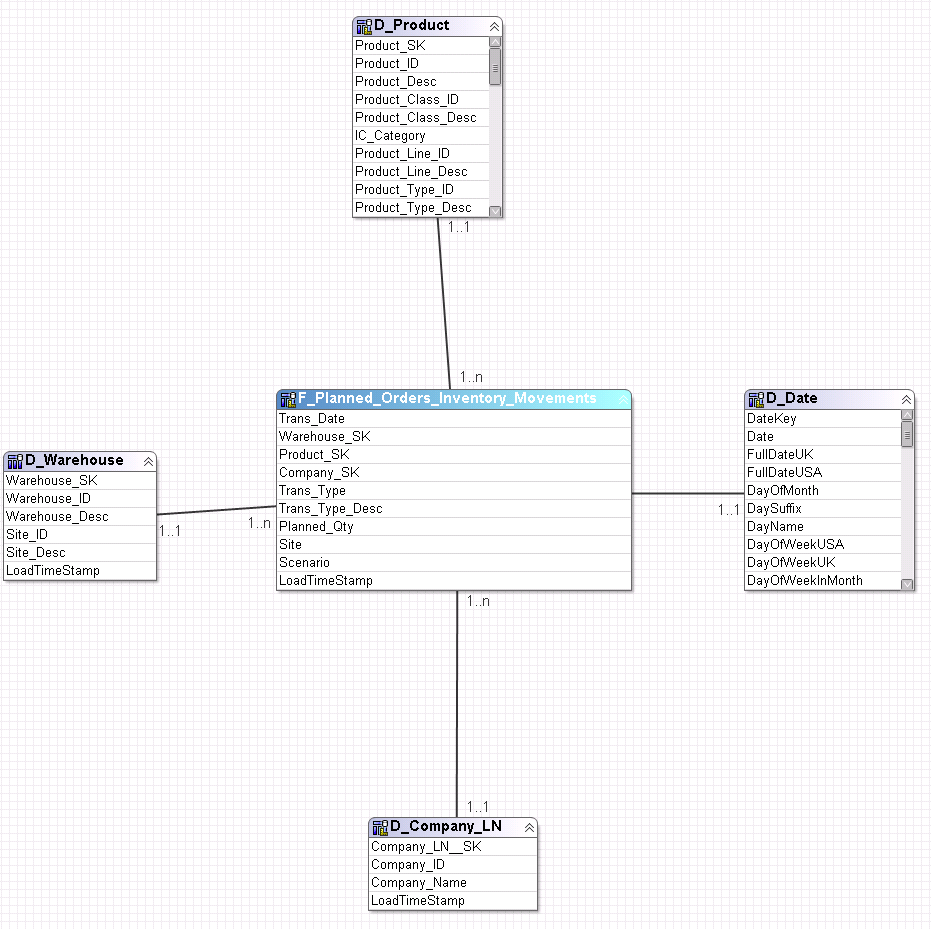 D_Product
Product_SK
Product_ID
Product_Desc
Product_Class_ID
Product_Class_Desc
IC_Category
Product_Line_ID
Product_Line_Desc
Product_Type_ID
Product_Type_Desc
1..1
1..n
F_Planned_Orders_Inventory_Movements
Trans_Date
Warehouse_SK
Product_SK
Company_SK
Trans_Type
Trans_Type_Desc
Planned_Qty
Site
Scenario
LoadTimeStamp
D_Date
DateKey
Date
FullDateUK
FullDateUSA
DayOfMonth
DaySuffix
DayName
DayOfWeekUSA
DayOfWeekUK
DayOfWeekInMonth
1..1
D_Warehouse
Warehouse_SK
Warehouse_ID
Warehouse_Desc
Site_ID
Site_Desc
LoadTimeStamp
1..1
1..n
1..n
1..1
D_Company_LN
Company_LN__SK
Company_ID
Company_Name
LoadTimeStamp